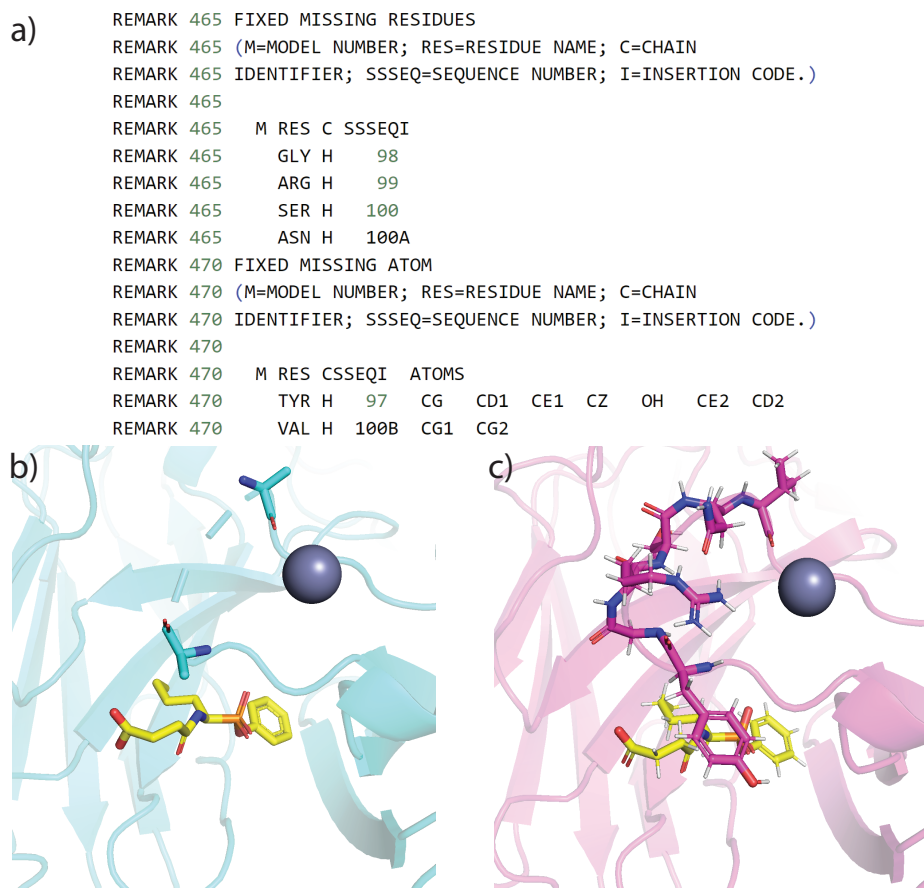 a)
REMARK 465 FIXED MISSING RESIDUES
REMARK 465 (M=MODEL NUMBER; RES=RESIDUE NAME; C=CHAIN
REMARK 465 IDENTIFIER; SSSEQ=SEQUENCE NUMBER; I=INSERTION CODE.)
REMARK 465
REMARK 465   M RES C SSSEQI
REMARK 465     GLY H    98
REMARK 465     ARG H    99
REMARK 465     SER H   100
REMARK 465     ASN H   100A
REMARK 470 FIXED MISSING ATOM
REMARK 470 (M=MODEL NUMBER; RES=RESIDUE NAME; C=CHAIN
REMARK 470 IDENTIFIER; SSSEQ=SEQUENCE NUMBER; I=INSERTION CODE.)
REMARK 470
REMARK 470   M RES CSSEQI  ATOMS
REMARK 470     TYR H   97   CG   CD1   CE1   CZ   OH   CE2   CD2
REMARK 470     VAL H  100B  CG1   CG2
b)
c)